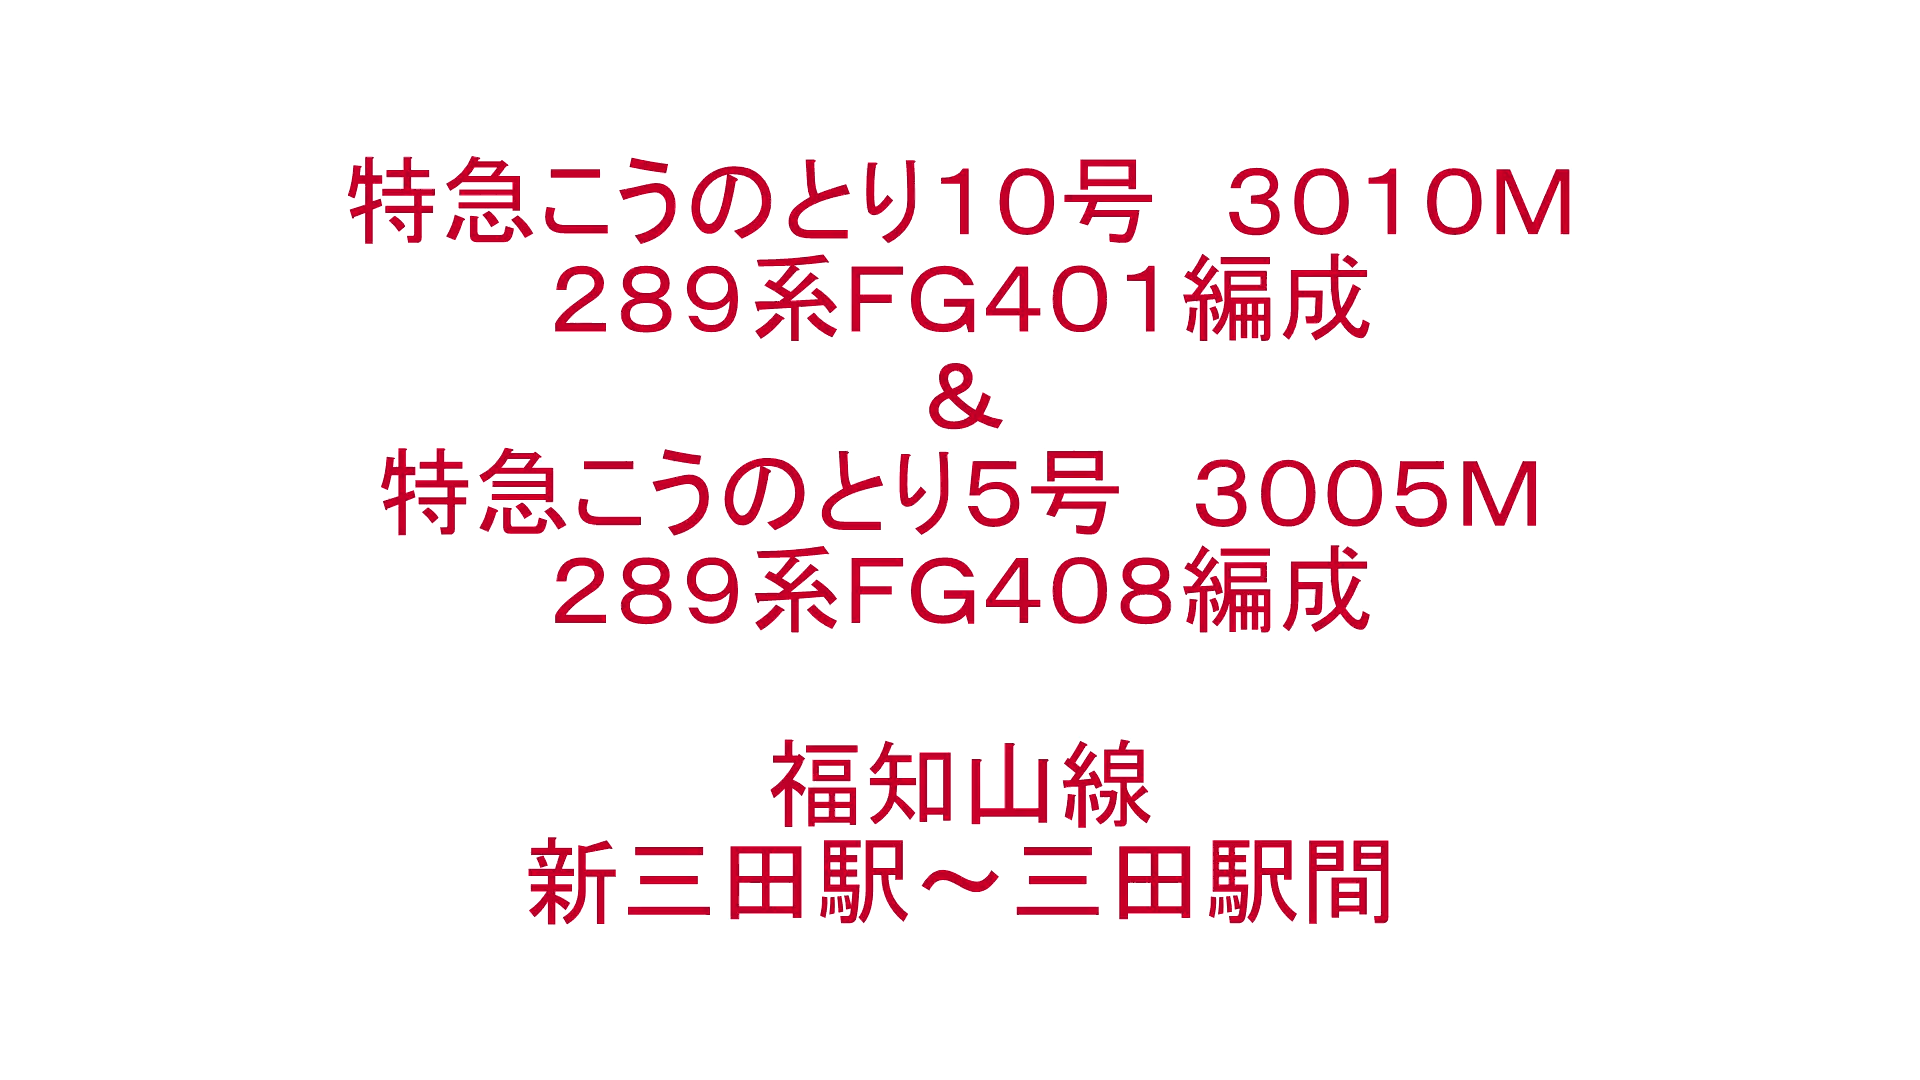 特急こうのとり１０号　３０１０Ｍ
２８９系ＦＧ４０１編成
＆
特急こうのとり５号　３００５Ｍ
２８９系ＦＧ４０８編成
福知山線
新三田駅～三田駅間